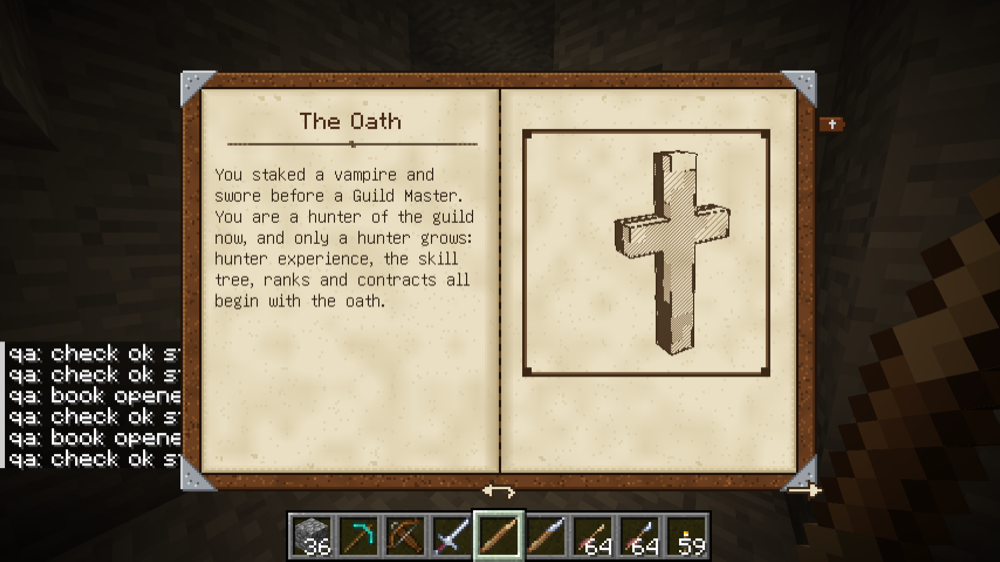 The Oath
You staked a vampire and
swore before a Guild Master.
You are a hunter of the guild
now, and only a hunter grows:
hunter experience, the skill
tree, ranks and contracts all
begin with the oath.
qa: check ok
qa: check ok
qa: book opene
qa: check ok
qa: book opene
qa: check ok
36
64
64
59